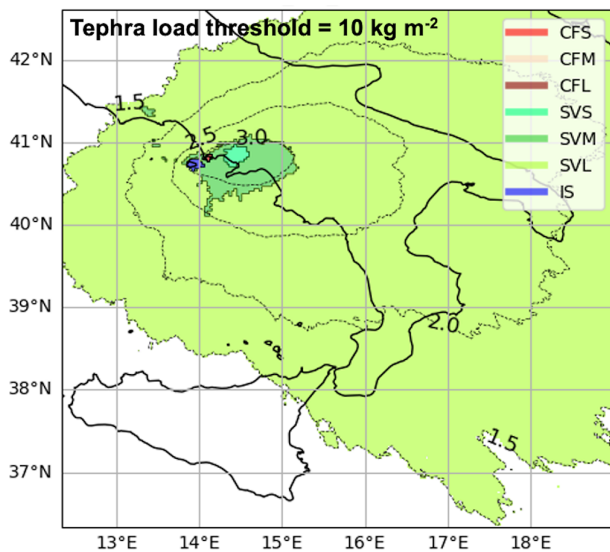 Tephra load threshold = 10 kg m⁻²
CFS
CFM
CFL
SVS
SVM
SVL
IS
42°N
41°N
40°N
39°N
38°N
37°N
1.5
2.5
3.0
2.0
1.5
13°E 14°E 15°E 16°E 17°E 18°E